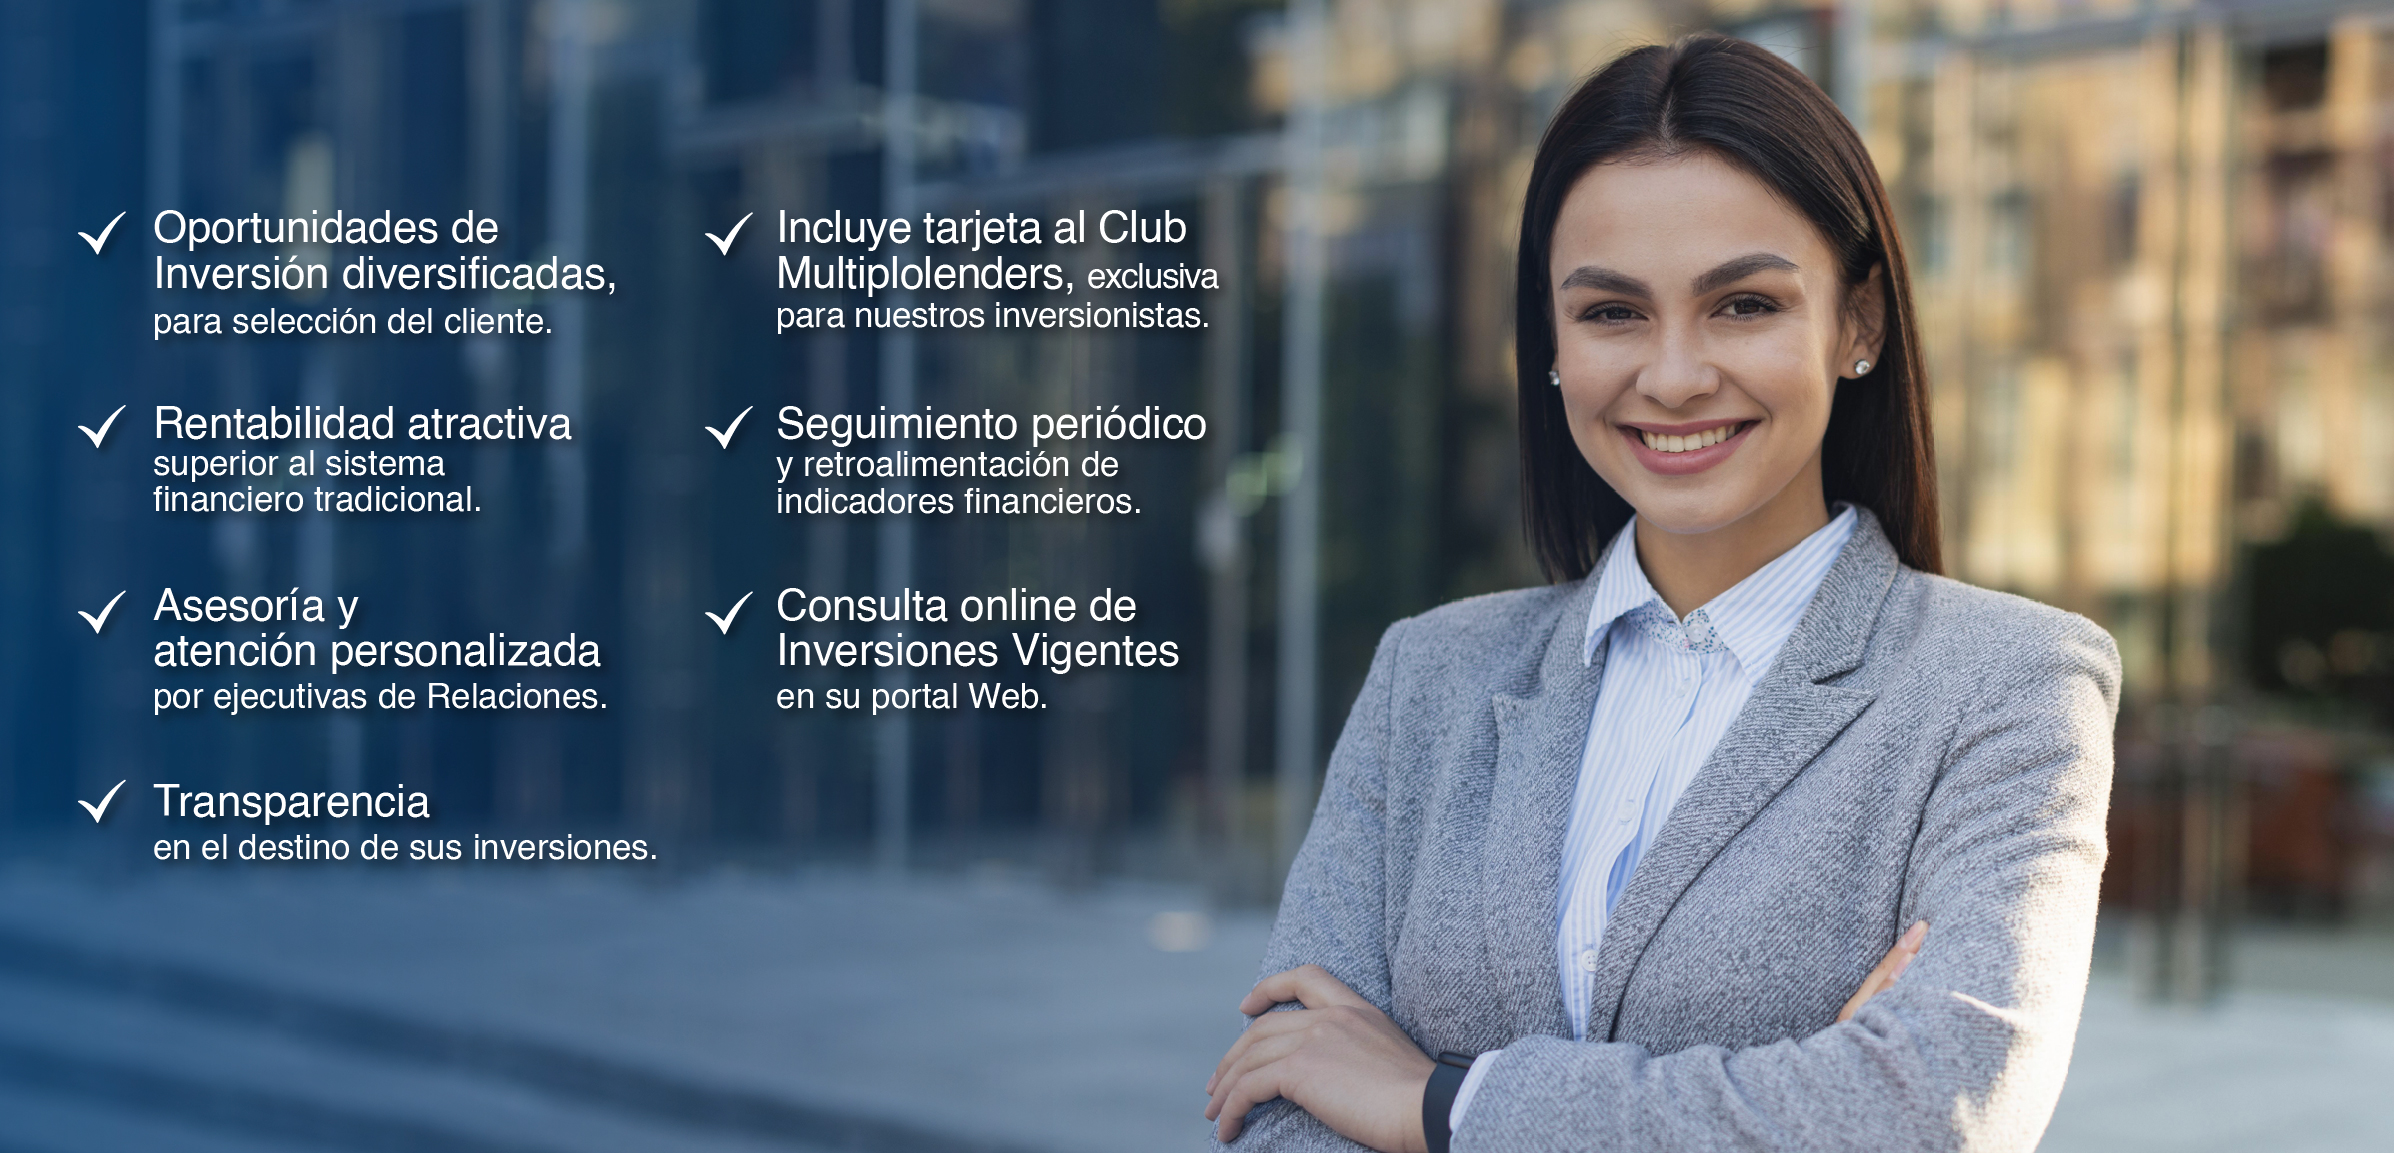 Oportunidades de
Inversión diversificadas,
para selección del cliente.
Rentabilidad atractiva
superior al sistema
financiero tradicional.
Asesoría y
atención personalizada
por ejecutivas de Relaciones.
Transparencia
en el destino de sus inversiones.
Incluye tarjeta al Club
Multiplolenders, exclusiva
para nuestros inversionistas.
Seguimiento periódico
y retroalimentación de
indicadores financieros.
Consulta online de
Inversiones Vigentes
en su portal Web.